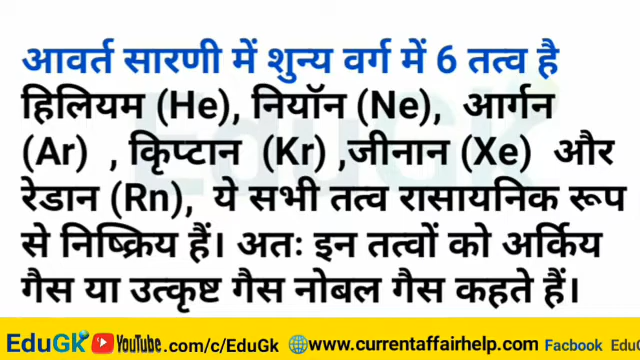 आवर्त सारणी में शुन्य वर्ग में 6 तत्व है
हिलियम (He), नियॉन (Ne), आर्गन
(Ar) , क्रिप्टान (Kr) ,जीनान (Xe) और
रेडान (Rn), ये सभी तत्व रासायनिक रूप
से निष्क्रिय हैं। अतः इन तत्वों को अर्किय
गैस या उत्कृष्ट गैस नोबल गैस कहते हैं।
EduGK YouTube.com/c/EduGk www.currentaffairhelp.com Facbook Edu